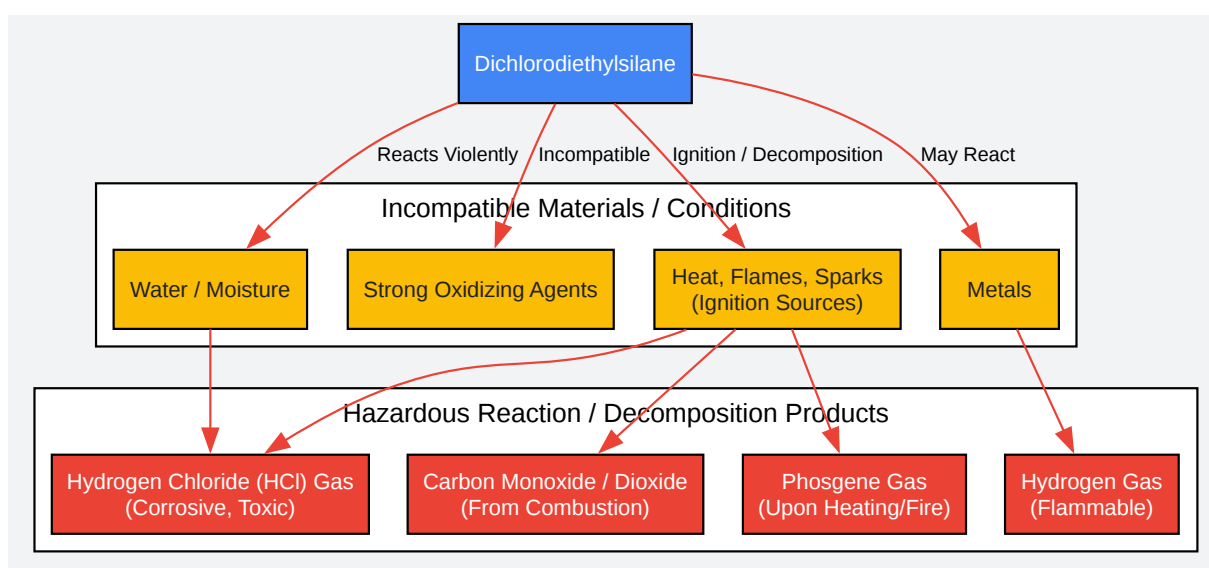 Dichlorodiethylsilane
Reacts Violently
Incompatible
Ignition / Decomposition
May React
Incompatible Materials / Conditions
Water / Moisture
Strong Oxidizing Agents
Heat, Flames, Sparks
(Ignition Sources)
Metals
Hazardous Reaction / Decomposition Products
Hydrogen Chloride (HCl) Gas
(Corrosive, Toxic)
Carbon Monoxide / Dioxide
(From Combustion)
Phosgene Gas
(Upon Heating/Fire)
Hydrogen Gas
(Flammable)